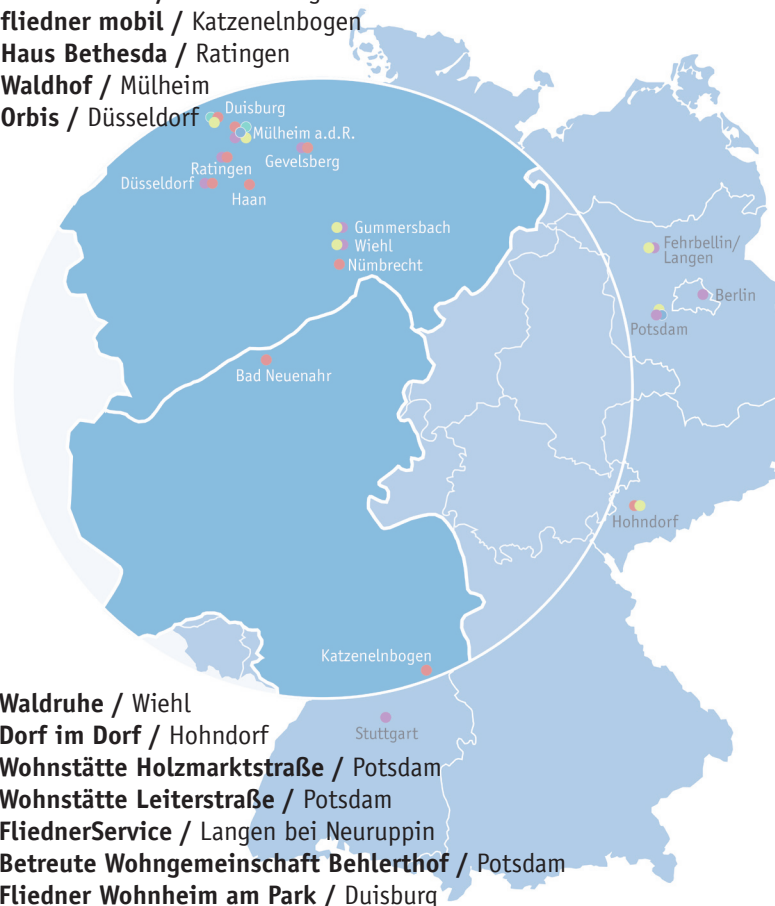 fliedner mobil / Katzenelnbogen
Haus Bethesda / Ratingen
Waldhof / Mülheim
Orbis / Düsseldorf
Duisburg
Mülheim a.d.R.
Ratingen
Gevelsberg
Düsseldorf
Haan
Gummersbach
Wiehl
Nümbrecht
Fehrbellin/
Langen
Berlin
Potsdam
Bad Neuenahr
Hohndorf
Katzenelnbogen
Stuttgart
Waldruhe / Wiehl
Dorf im Dorf / Hohndorf
Wohnstätte Holzmarktstraße / Potsdam
Wohnstätte Leiterstraße / Potsdam
FliednerService / Langen bei Neuruppin
Betreute Wohngemeinschaft Behlerthof / Potsdam
Fliedner Wohnheim am Park / Duisburg